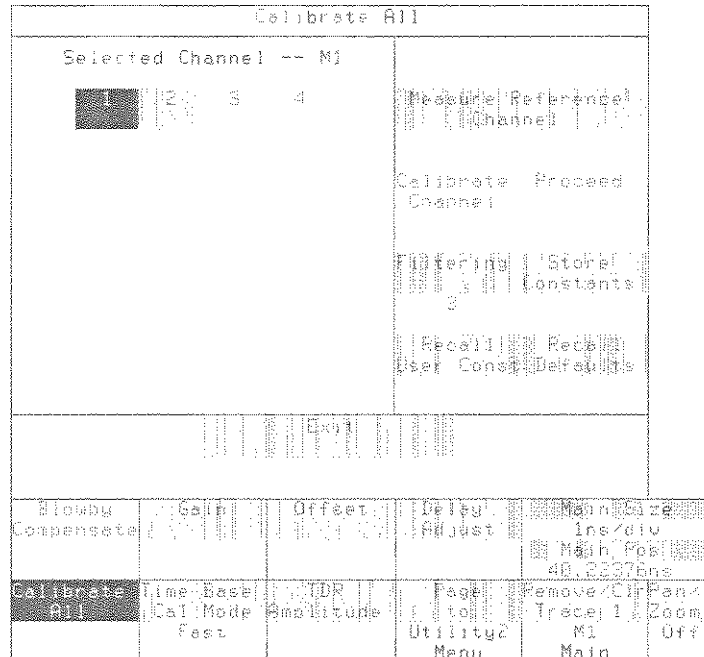 Calibrate All
Selected Channel -- M1
1 2 3 4
Measure Reference
Channel
Calibrate Proceed
Channel
Filtering Store
Constants
3
Recall Recall
User Const Defaults
Exit
Blowby Gain Offset Delay Main Size
Compensate Adjust 1ns/div
Main Pos
40.22376ns
Calibrate Time Base TDR Page Remove/Clr Pan/
All Cal Mode Amplitude to Trace 1 Zoom
Fast Utility2 M1 Off
Menu Main